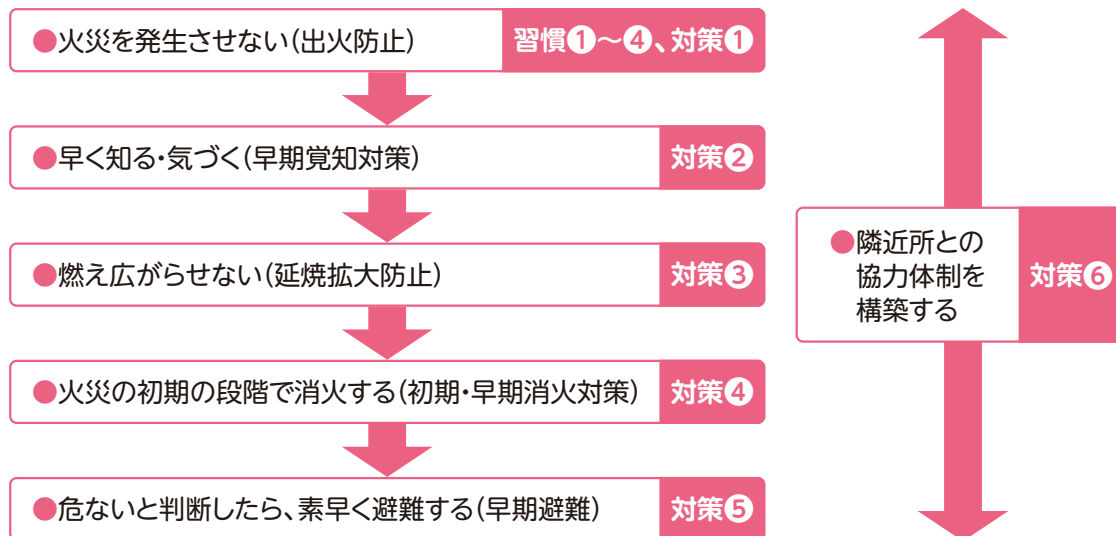 ●火災を発生させない(出火防止) 習慣❶～❹、対策❶
●早く知る・気づく(早期覚知対策) 対策❷
●燃え広がらせない(延焼拡大防止) 対策❸
●火災の初期の段階で消火する(初期・早期消火対策) 対策❹
●危ないと判断したら、素早く避難する(早期避難) 対策❺
●隣近所との
協力体制を
構築する
対策❻